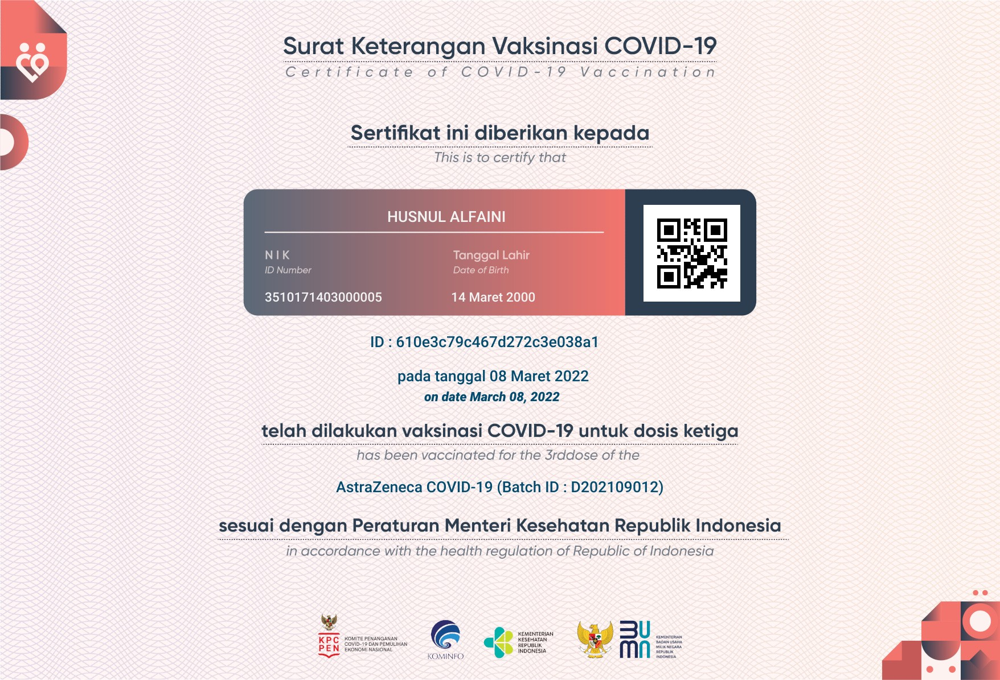 Surat Keterangan Vaksinasi COVID-19
Certificate of COVID-19 Vaccination
Sertifikat ini diberikan kepada
This is to certify that
HUSNUL ALFAINI
NIK
Tanggal Lahir
ID Number
Date of Birth
3510171403000005
14 Maret 2000
ID : 610e3c79c467d272c3e038a1
pada tanggal 08 Maret 2022
on date March 08, 2022
telah dilakukan vaksinasi COVID-19 untuk dosis ketiga
has been vaccinated for the 3rddose of the
AstraZeneca COVID-19 (Batch ID : D202109012)
sesuai dengan Peraturan Menteri Kesehatan Republik Indonesia
in accordance with the health regulation of Republic of Indonesia
KPC
PEN
KOMITE PENANGANAN
COVID-19 DAN PEMULIHAN
EKONOMI NASIONAL
KOMINFO
KEMENTERIAN
KESEHATAN
REPUBLIK
INDONESIA
BUMN
KEMENTERIAN
BADAN USAHA
MILIK NEGARA
REPUBLIK
INDONESIA